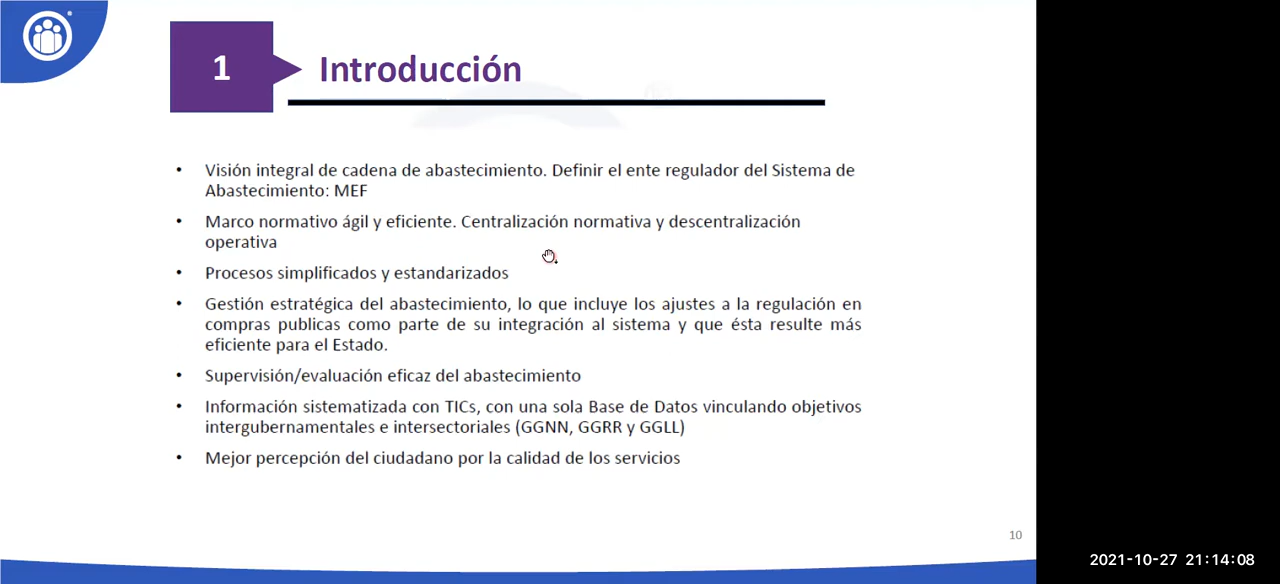 1
Introducción
• Visión integral de cadena de abastecimiento. Definir el ente regulador del Sistema de
Abastecimiento: MEF
• Marco normativo ágil y eficiente. Centralización normativa y descentralización
operativa
• Procesos simplificados y estandarizados
• Gestión estratégica del abastecimiento, lo que incluye los ajustes a la regulación en
compras publicas como parte de su integración al sistema y que ésta resulte más
eficiente para el Estado.
• Supervisión/evaluación eficaz del abastecimiento
• Información sistematizada con TICs, con una sola Base de Datos vinculando objetivos
intergubernamentales e intersectoriales (GGNN, GGRR y GGLL)
• Mejor percepción del ciudadano por la calidad de los servicios
10
2021-10-27 21:14:08